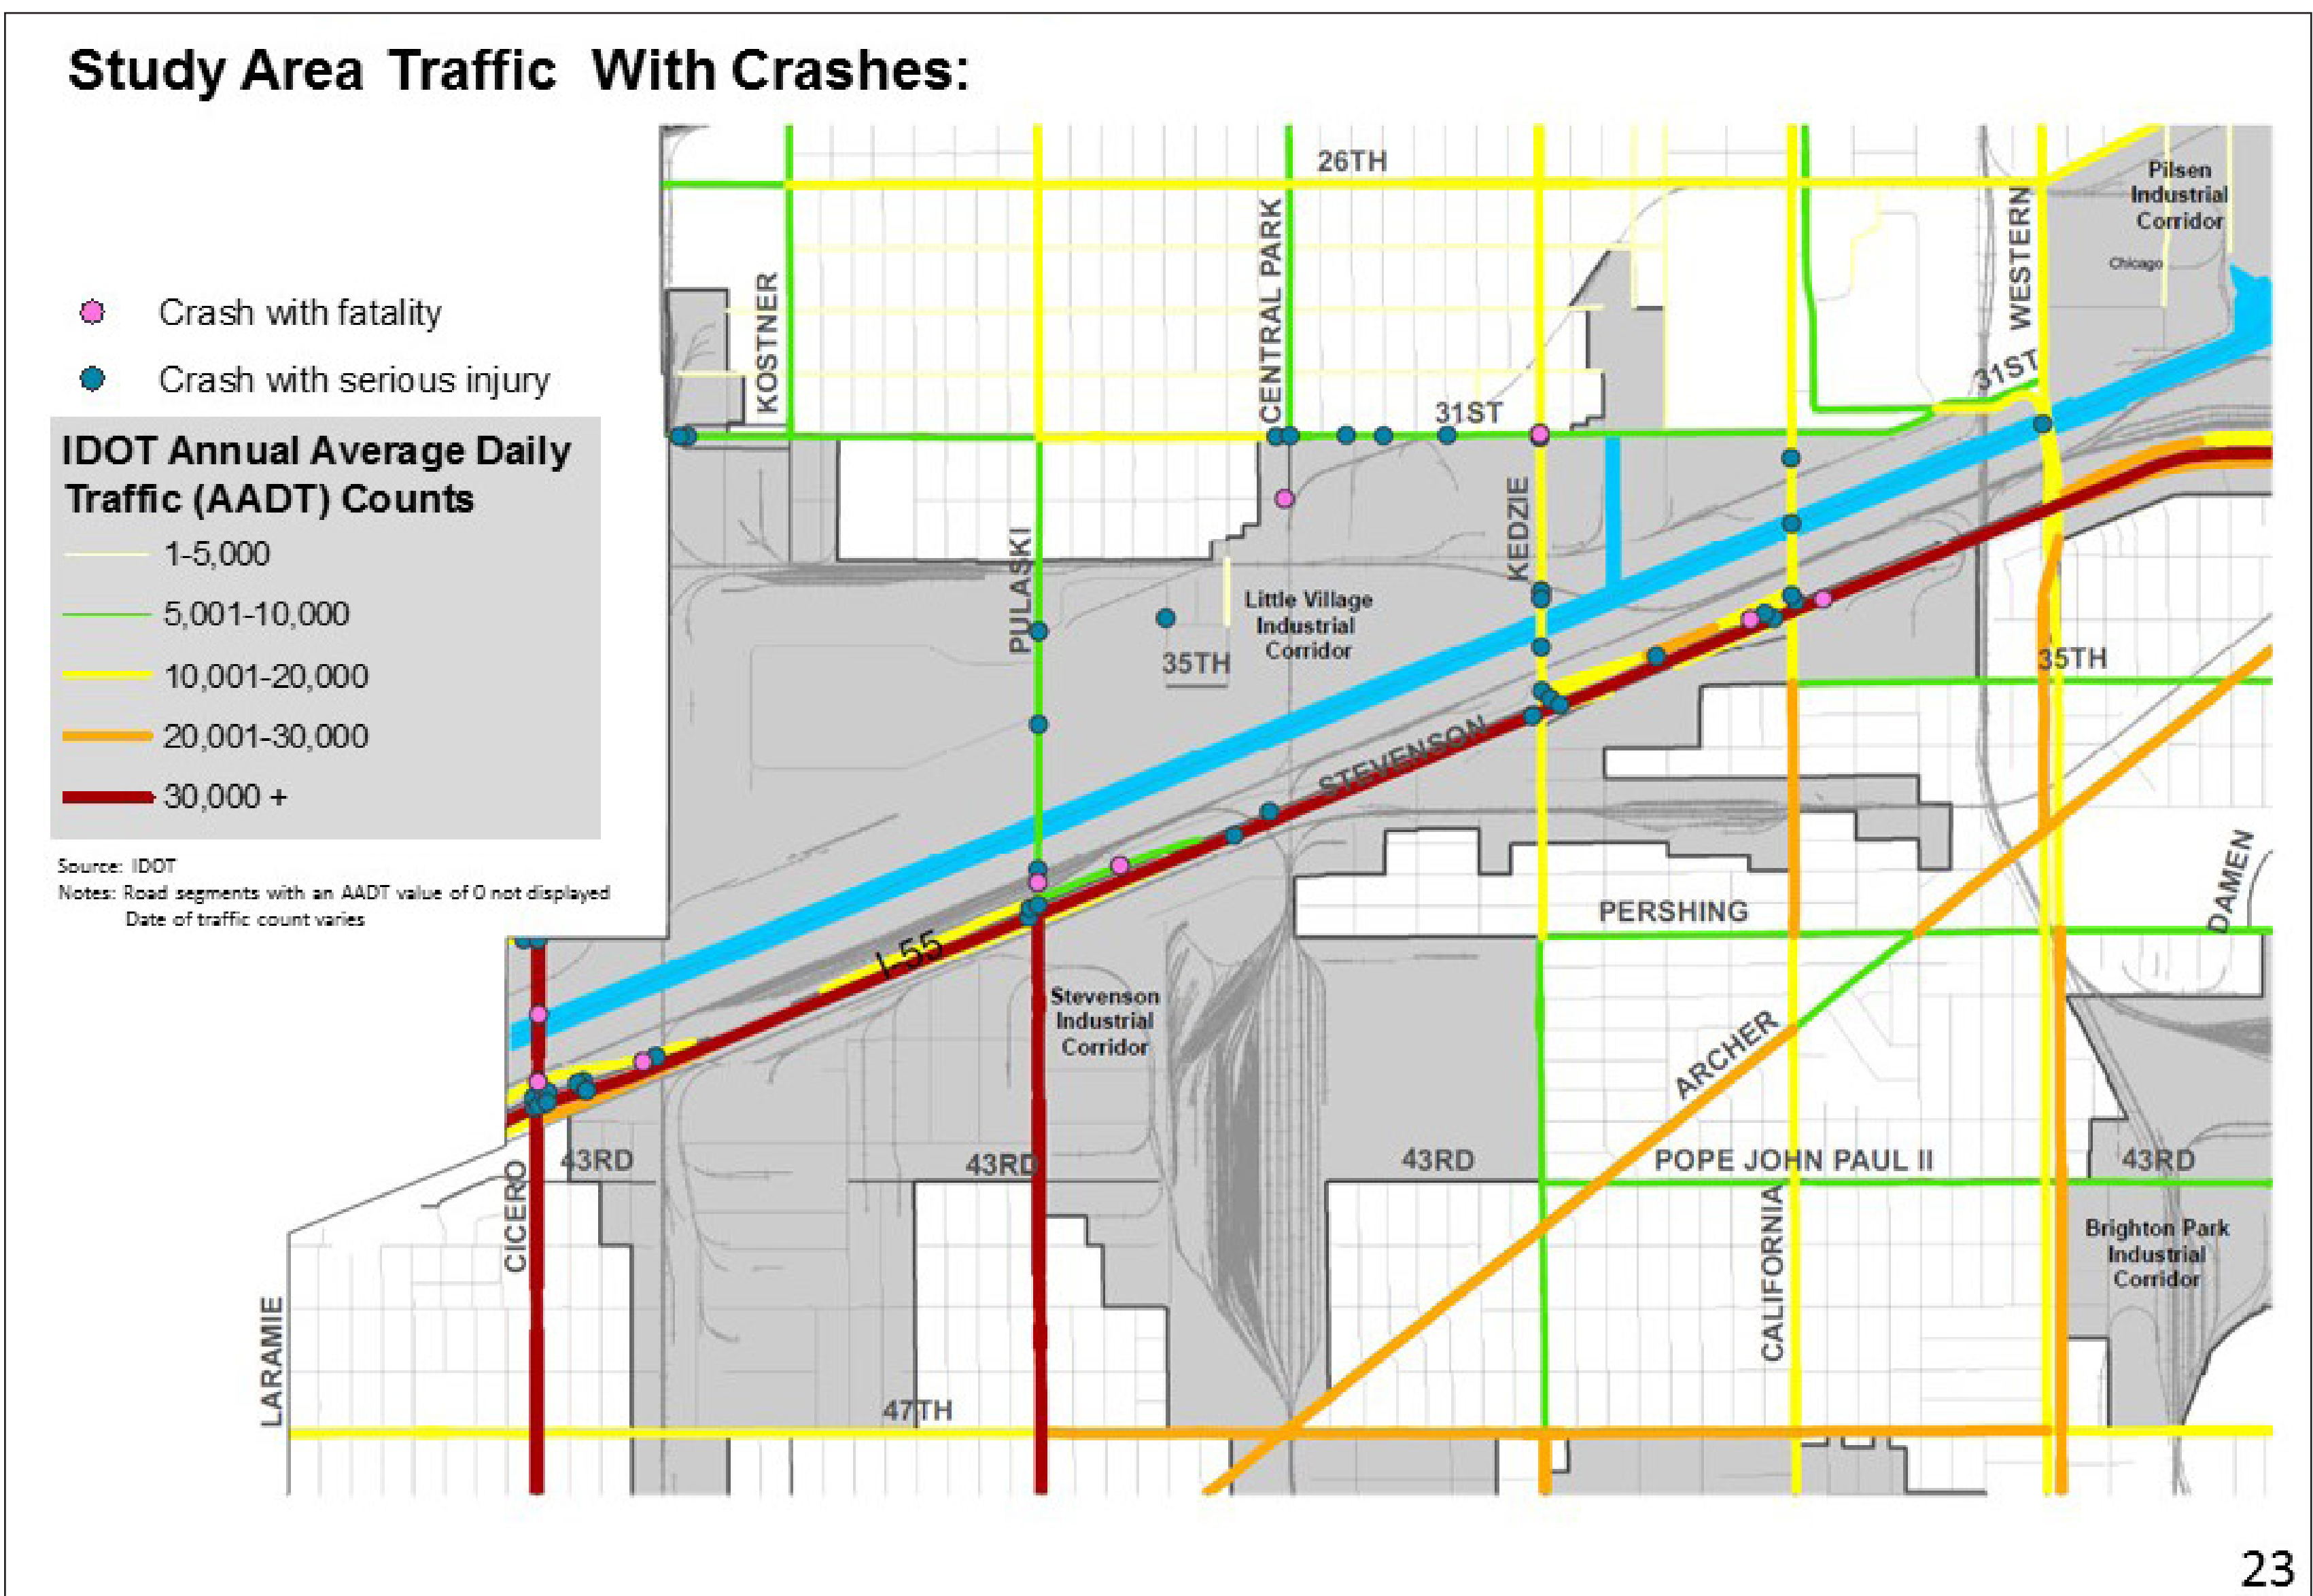 Study Area Traffic With Crashes:
Crash with fatality
Crash with serious injury
IDOT Annual Average Daily
Traffic (AADT) Counts
1-5,000
5,001-10,000
10,001-20,000
20,001-30,000
30,000 +
Source: IDOT
Notes: Road segments with an AADT value of 0 not displayed
Date of traffic count varies
26TH
Pilsen
Industrial
Corridor
Chicago
WESTERN
CENTRAL PARK
KOSTNER
31ST
31ST
KEDZIE
PULASKI
Little Village
Industrial
Corridor
35TH
35TH
STEVENSON
DAMEN
PERSHING
I-55
Stevenson
Industrial
Corridor
ARCHER
43RD
43RD
43RD
POPE JOHN PAUL II
43RD
CICERO
CALIFORNIA
Brighton Park
Industrial
Corridor
LARAMIE
47TH
23